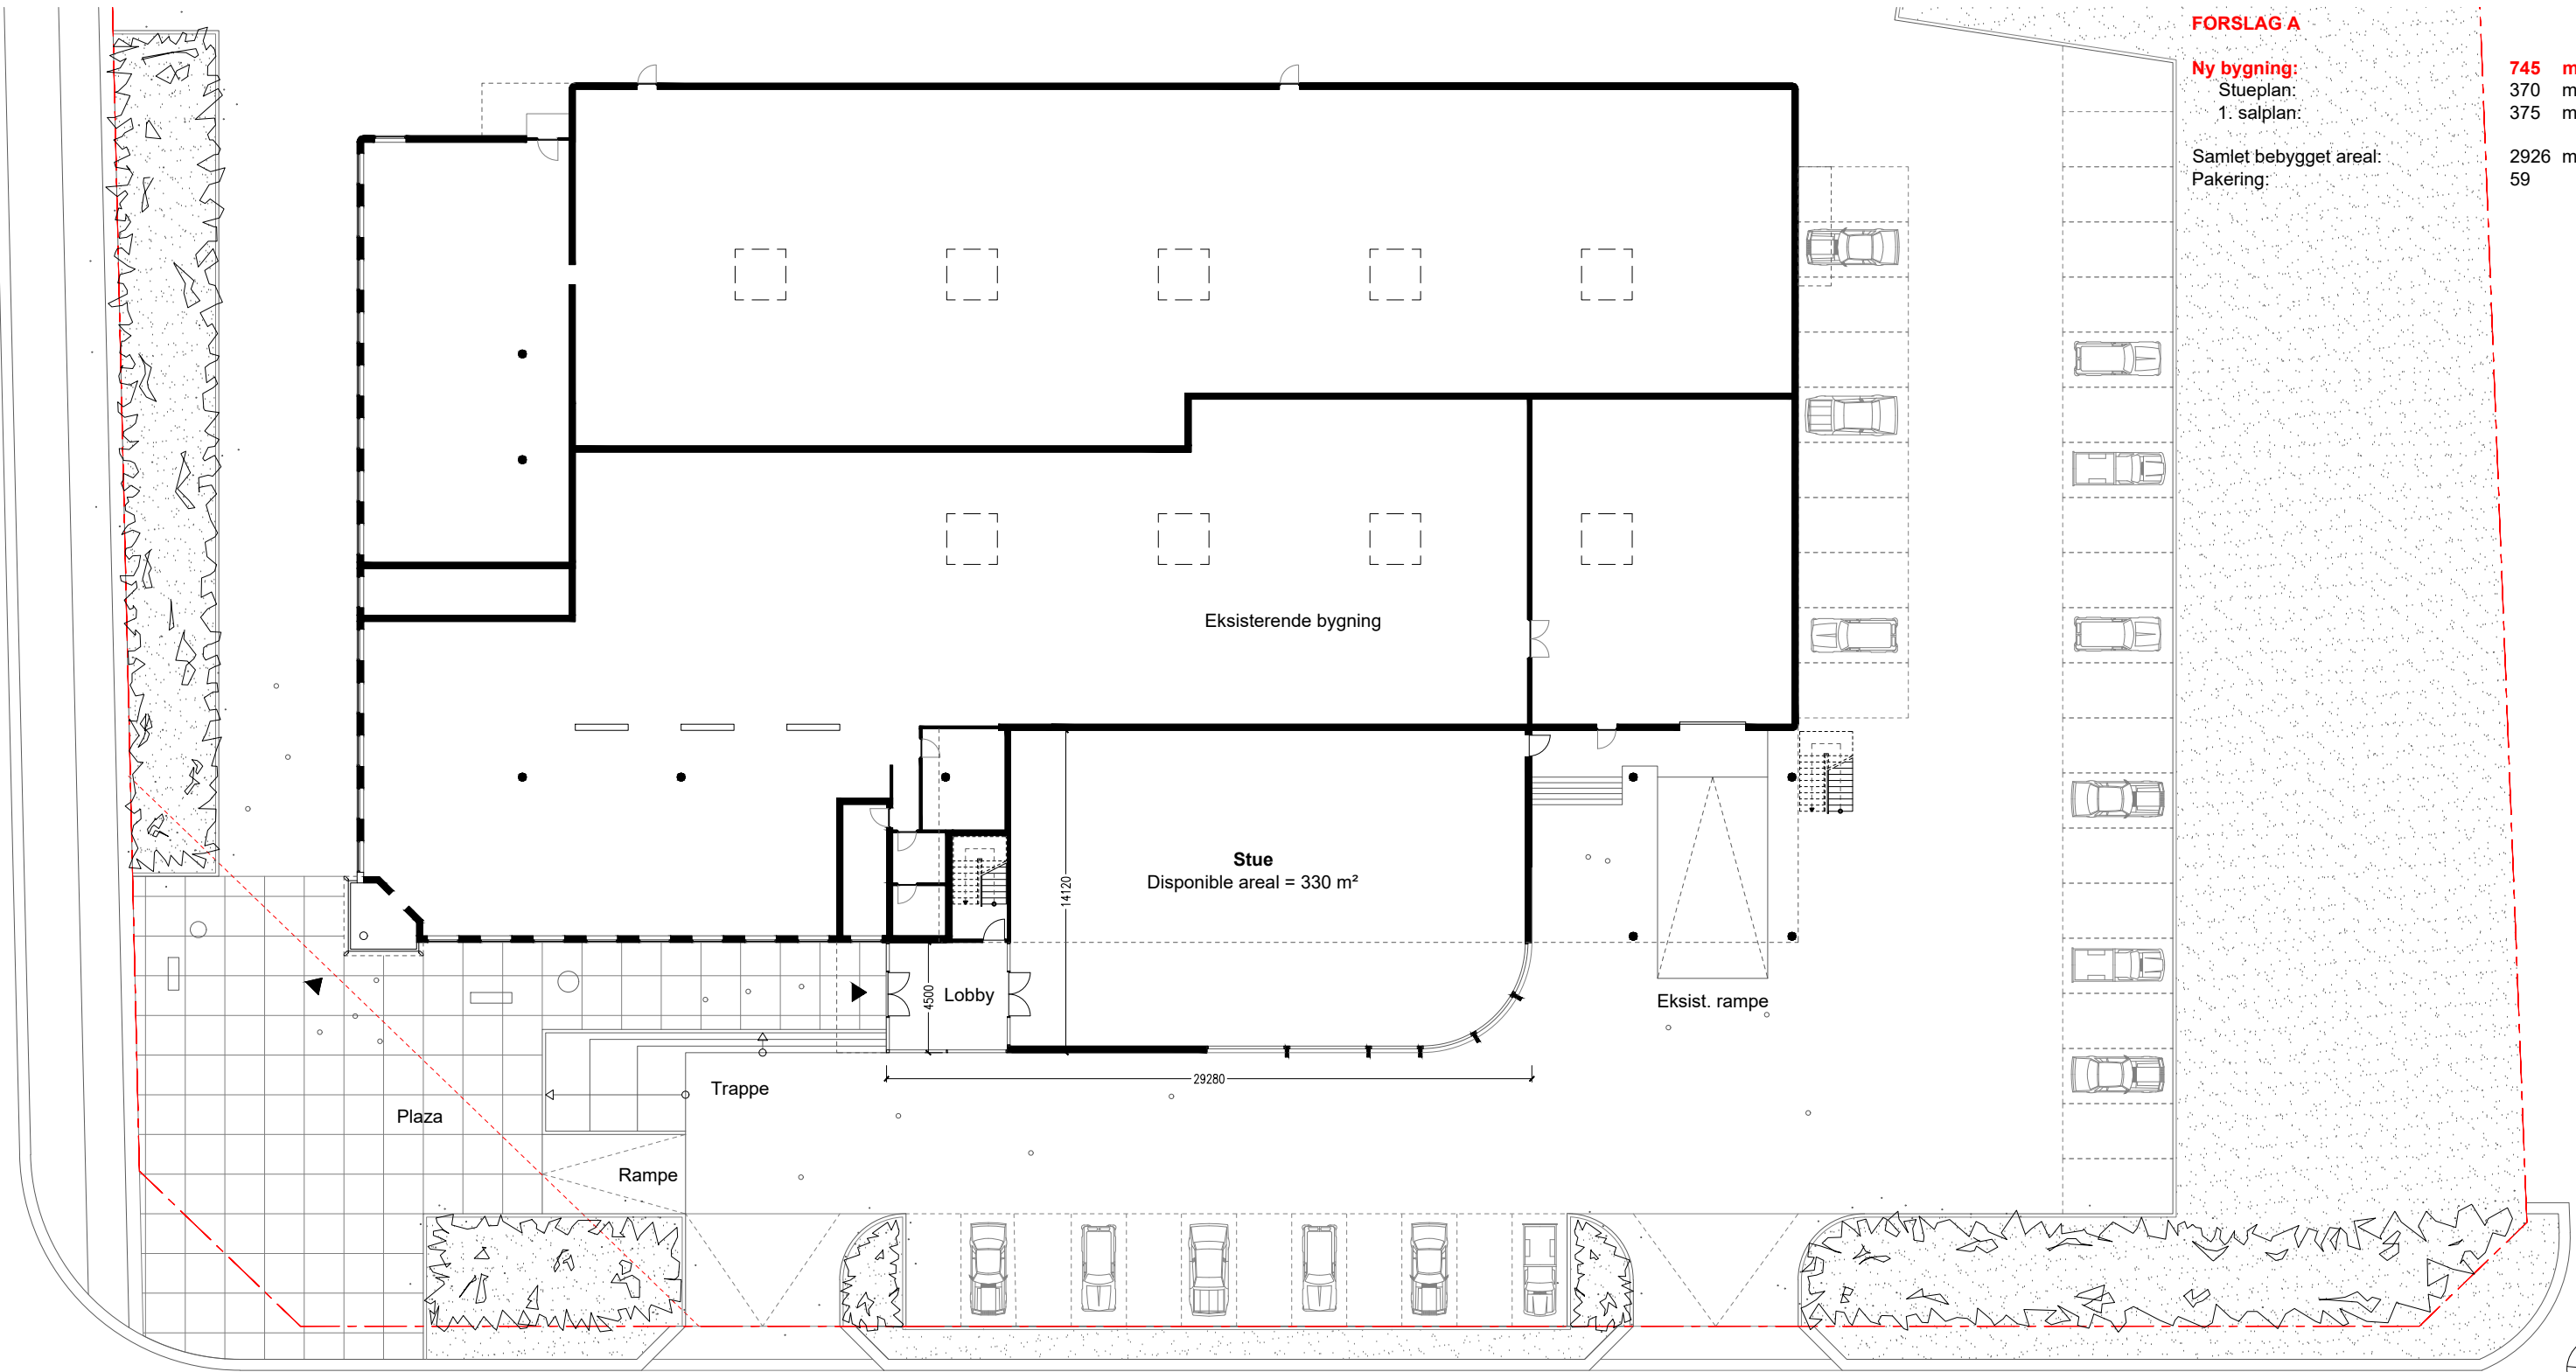 FORSLAG A
Ny bygning: 745 m
Stueplan: 370 m
1. salplan: 375 m
Samlet bebygget areal: 2926 m
Pakering: 59
Eksisterende bygning
Stue
Disponible areal = 330 m²
14120
4500
Lobby
Eksist. rampe
29280
Trappe
Plaza
Rampe